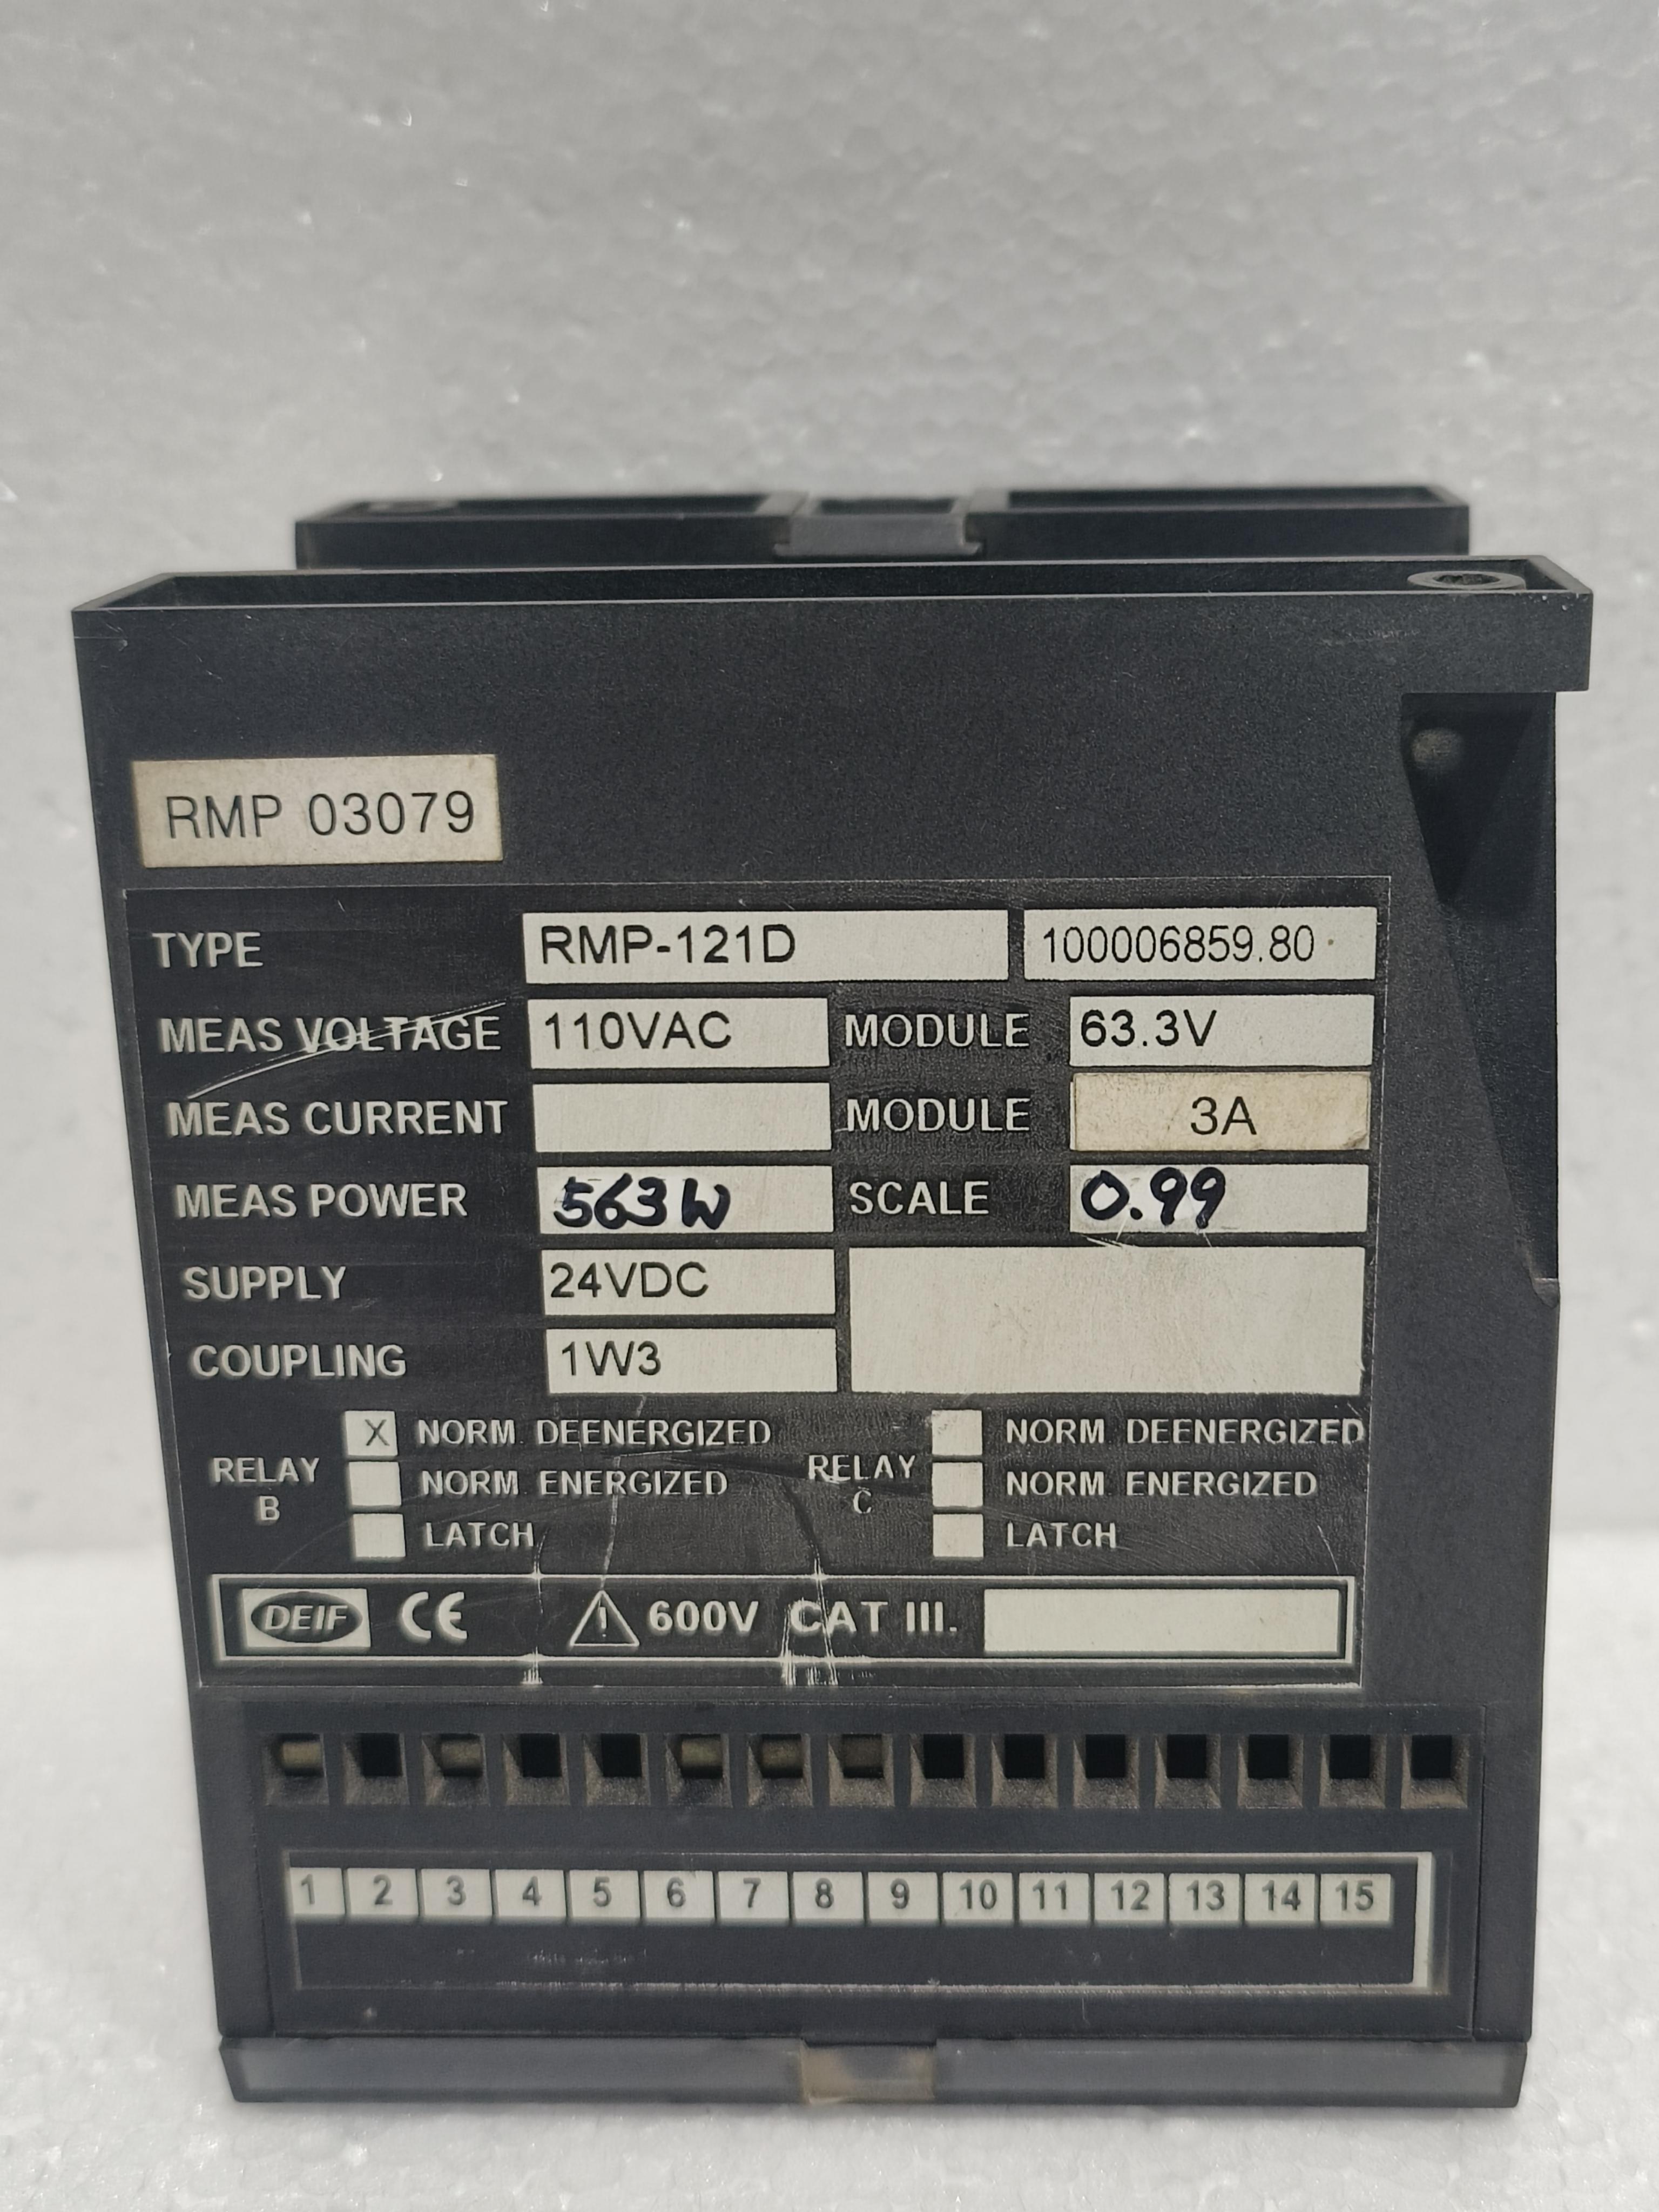 RMP 03079
TYPE RMP-121D 100006859.80
MEAS VOLTAGE 110VAC MODULE 63.3V
MEAS CURRENT MODULE 3A
MEAS POWER 563W SCALE 0.99
SUPPLY 24VDC
COUPLING 1W3
X NORM. DEENERGIZED NORM. DEENERGIZED
RELAY B NORM. ENERGIZED RELAY C NORM. ENERGIZED
LATCH LATCH
DEIF CE 600V CAT III.
1 2 3 4 5 6 7 8 9 10 11 12 13 14 15